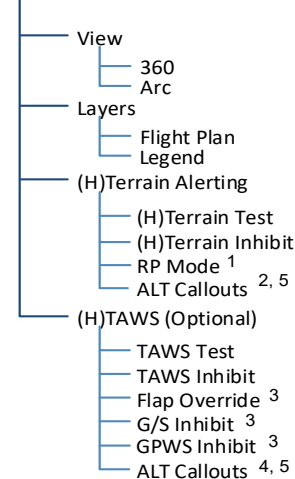 View
360
Arc
Layers
Flight Plan
Legend
(H)Terrain Alerting
(H)Terrain Test
(H)Terrain Inhibit
RP Mode 1
ALT Callouts 2, 5
(H)TAWS (Optional)
TAWS Test
TAWS Inhibit
Flap Override 3
G/S Inhibit 3
GPWS Inhibit 3
ALT Callouts 4, 5